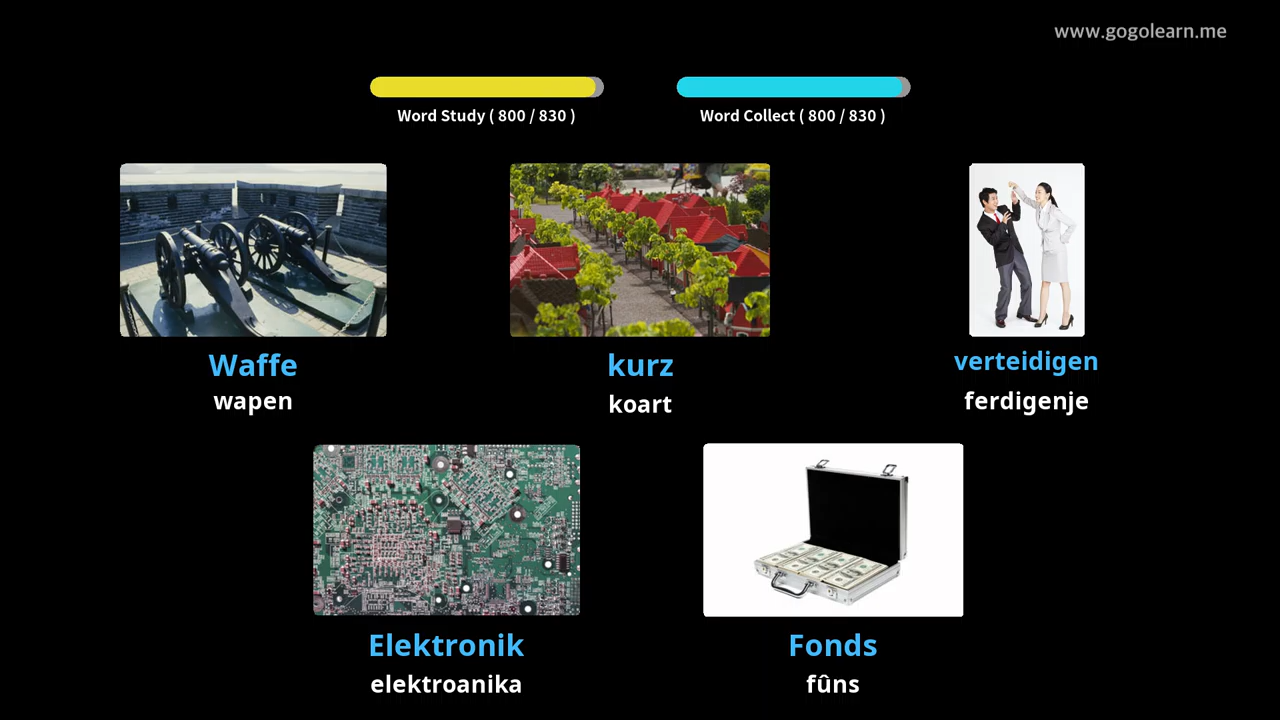 www.gogolearn.me
Word Study ( 800 / 830 )
Word Collect ( 800 / 830 )
Waffe
wapen
kurz
koart
verteidigen
ferdigenje
Elektronik
elektroanika
Fonds
fûns